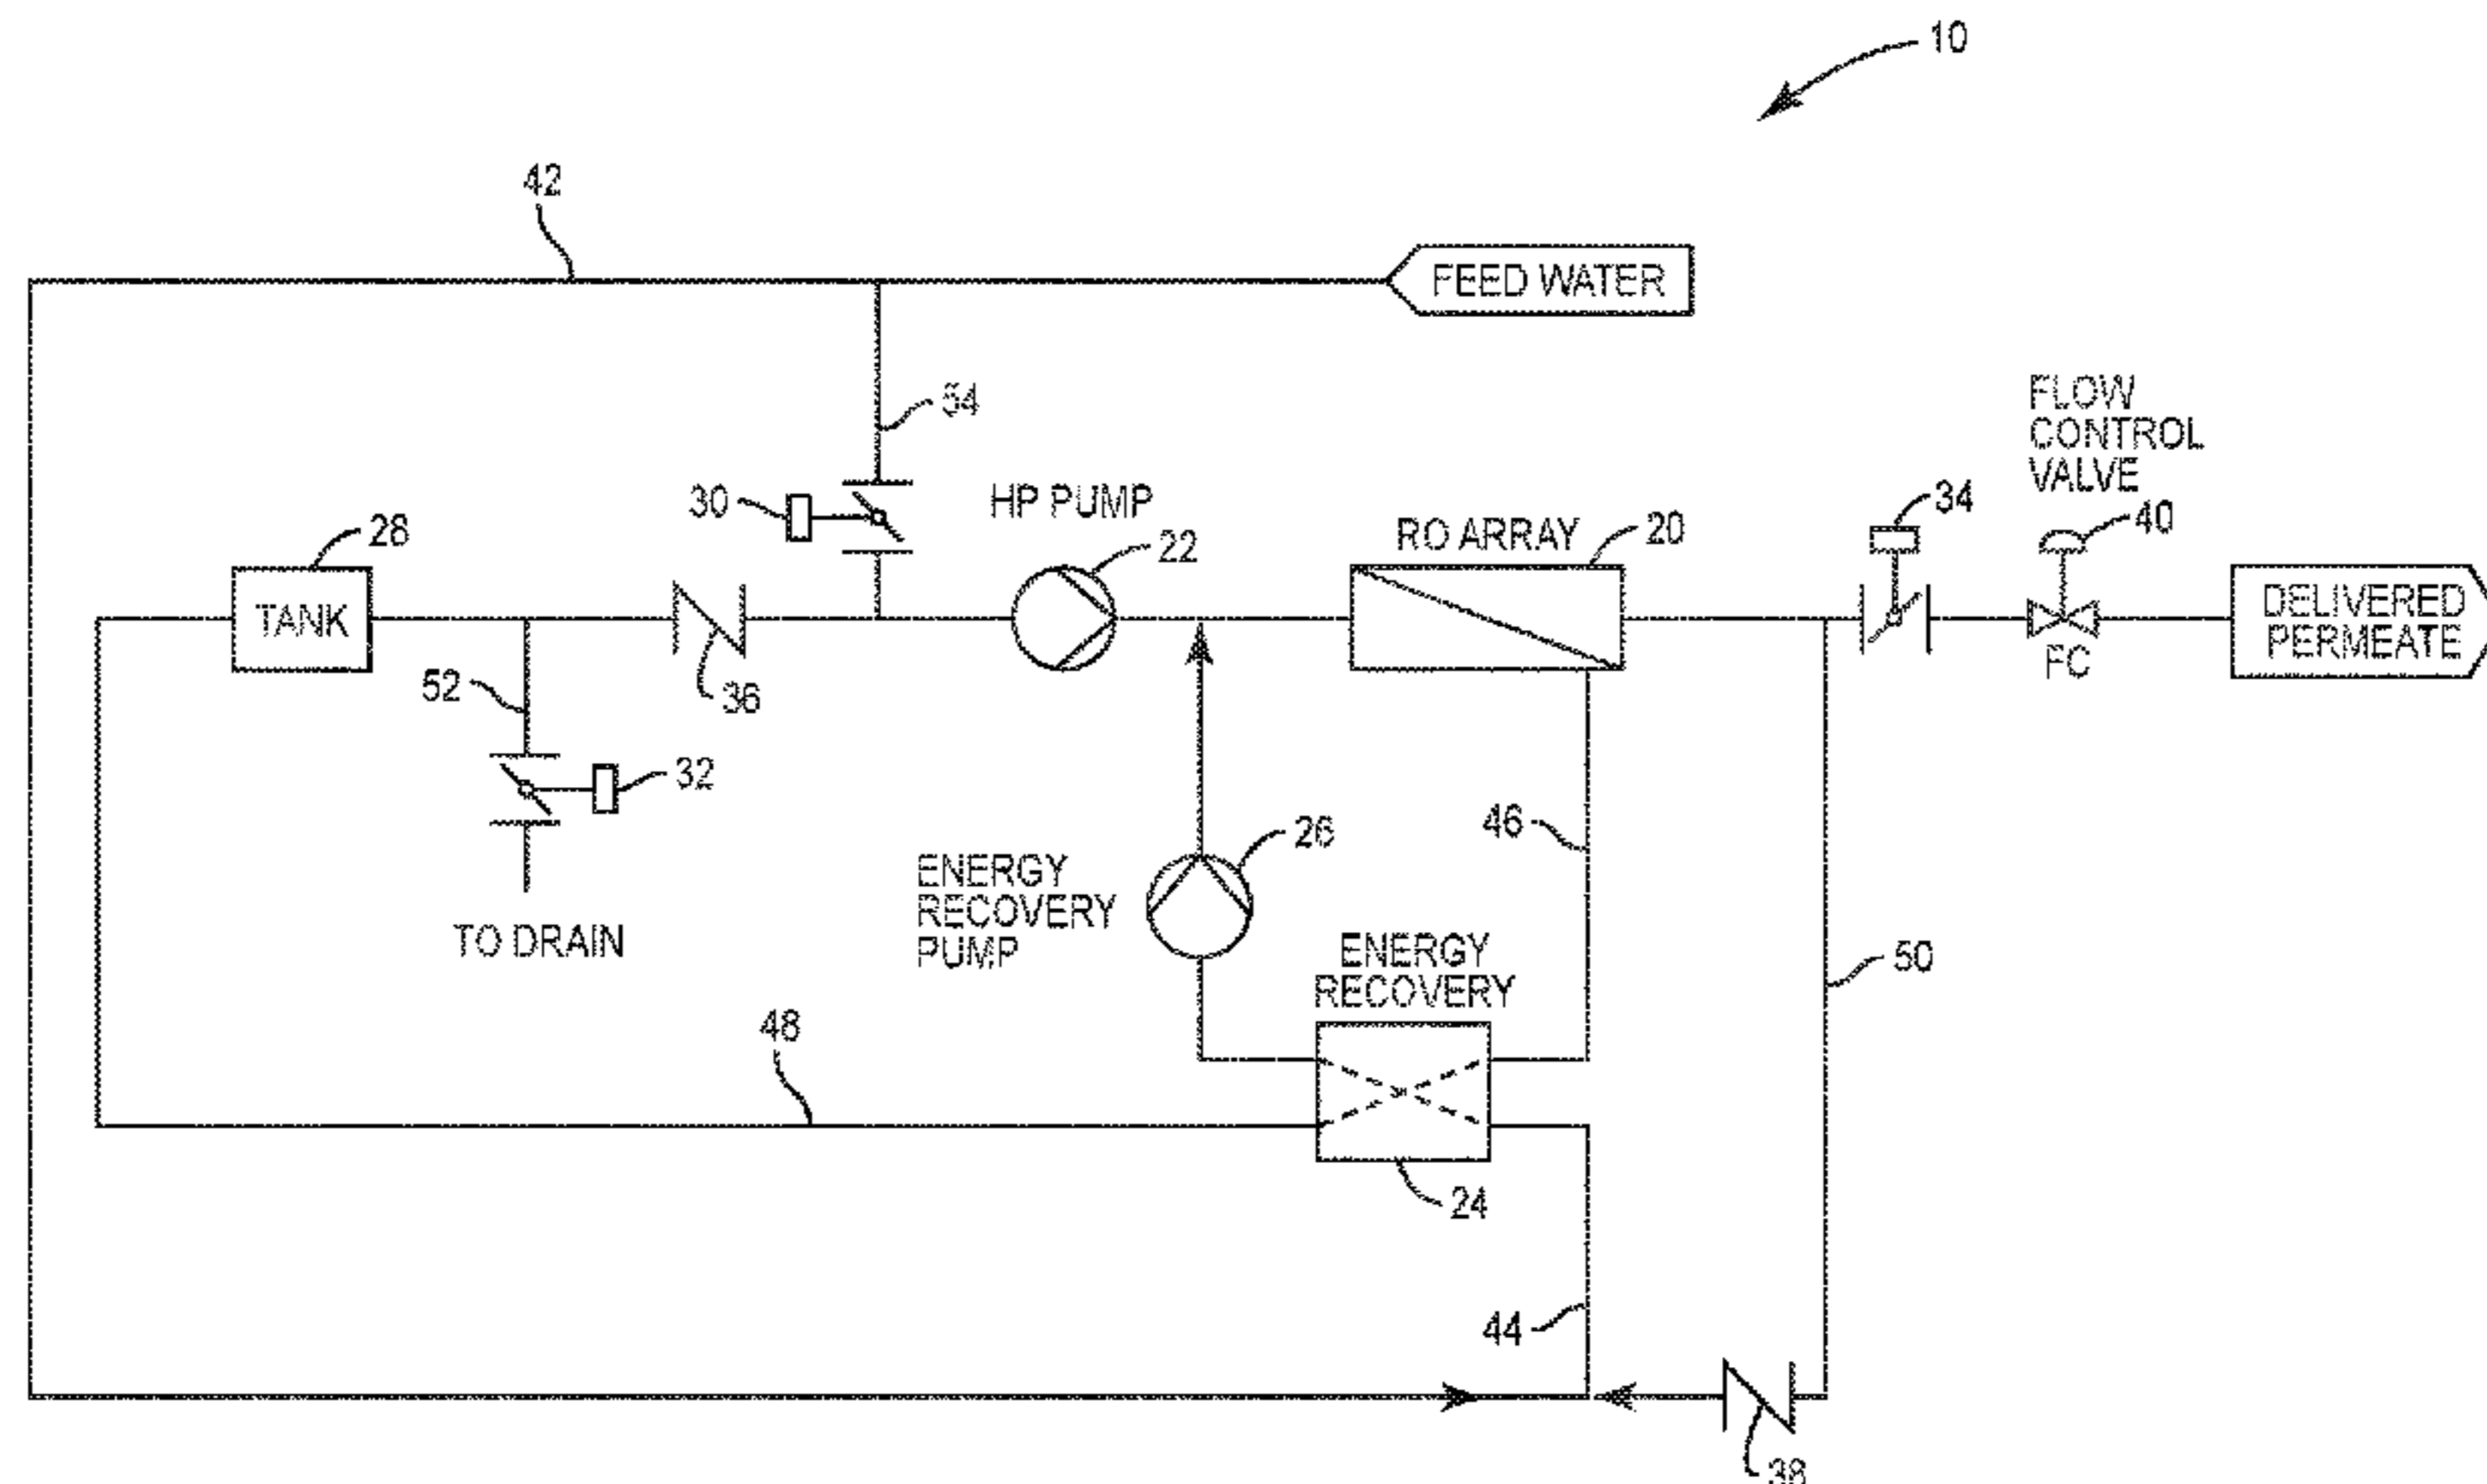 10
42
FEED WATER
54
FLOW
CONTROL
VALVE
30
HP PUMP
34
40
28
22
RO ARRAY
20
TANK
DELIVERED
PERMEATE
FC
52
36
32
46
26
ENERGY
RECOVERY
PUMP
TO DRAIN
ENERGY
RECOVERY
50
48
24
44
38